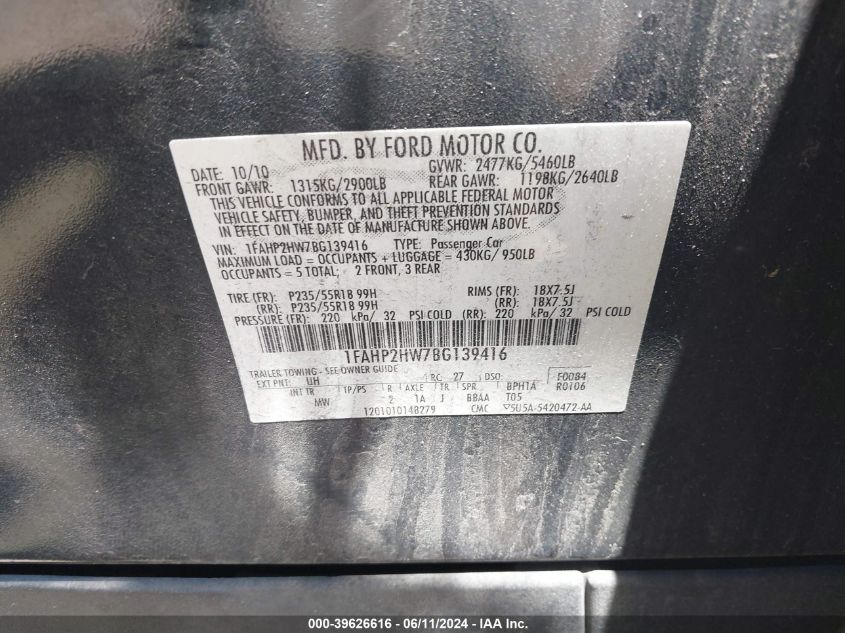 MFD. BY FORD MOTOR CO.
DATE: 10/10 GVWR: 2477KG/5460LB
FRONT GAWR: 1315KG/2900LB REAR GAWR: 1198KG/2640LB
THIS VEHICLE CONFORMS TO ALL APPLICABLE FEDERAL MOTOR
VEHICLE SAFETY, BUMPER, AND THEFT PREVENTION STANDARDS
IN EFFECT ON THE DATE OF MANUFACTURE SHOWN ABOVE.
VIN: 1FAHP2HW7BG139416 TYPE: Passenger Car
MAXIMUM LOAD = OCCUPANTS + LUGGAGE = 430KG/950LB
OCCUPANTS = 5 TOTAL; 2 FRONT, 3 REAR
TIRE (FR): P235/55R18 99H RIMS (FR): 18X7.5J
(RR): P235/55R18 99H (RR): 18X7.5J
PRESSURE (FR): 220 kPa/ 32 PSI COLD (RR): 220 kPa/ 32 PSI COLD
1FAHP2HW7BG139416
TRAILER TOWING - SEE OWNER GUIDE
EXT PNT: UH RC: 27 DSO: F0084
INT TR TP/PS R AXLE TR SPR BPH1A R0106
MW 2 1A J BBAA T05
1201010148279 CMC 5U5A-5420472-AA
000-39626616 - 06/11/2024 - IAAI.com